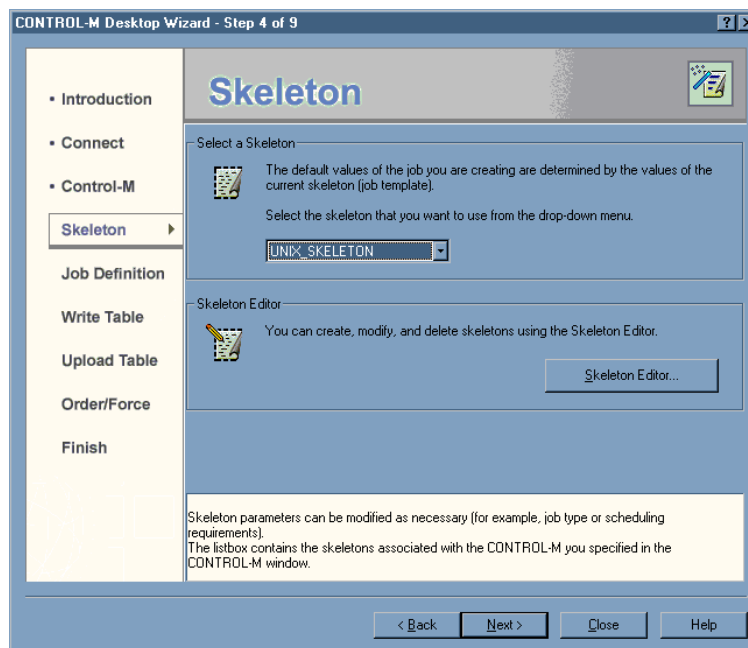 CONTROL-M Desktop Wizard - Step 4 of 9
• Introduction
• Connect
• Control-M
Skeleton
Job Definition
Write Table
Upload Table
Order/Force
Finish
Skeleton
Select a Skeleton
The default values of the job you are creating are determined by the values of the
current skeleton (job template).
Select the skeleton that you want to use from the drop-down menu.
UNIX_SKELETON
Skeleton Editor
You can create, modify, and delete skeletons using the Skeleton Editor.
Skeleton Editor...
Skeleton parameters can be modified as necessary (for example, job type or scheduling
requirements).
The listbox contains the skeletons associated with the CONTROL-M you specified in the
CONTROL-M window.
< Back Next > Close Help